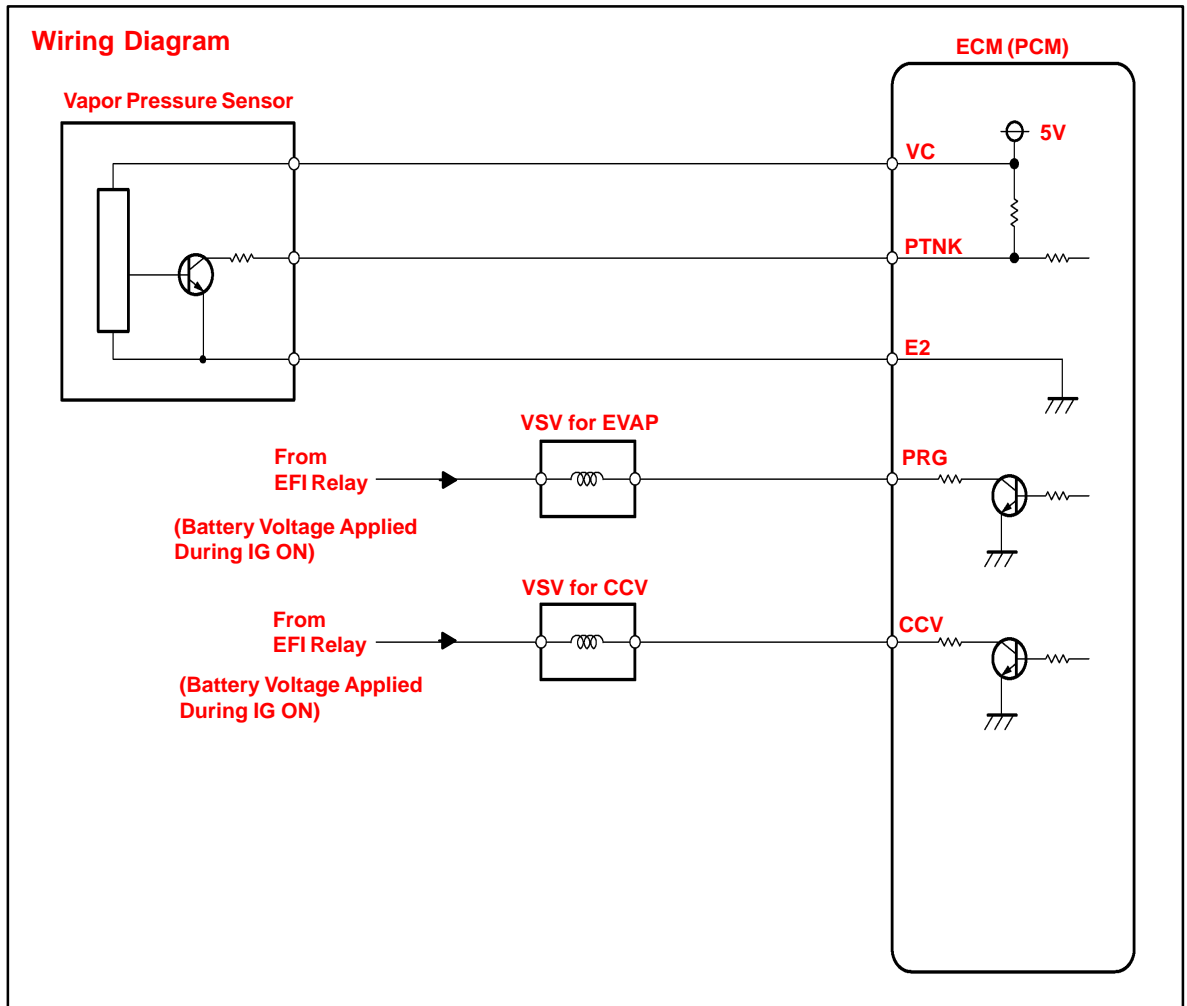 Wiring Diagram
ECM (PCM)
Vapor Pressure Sensor
5V
VC
PTNK
E2
VSV for EVAP
From
EFI Relay
PRG
(Battery Voltage Applied
During IG ON)
VSV for CCV
From
EFI Relay
CCV
(Battery Voltage Applied
During IG ON)